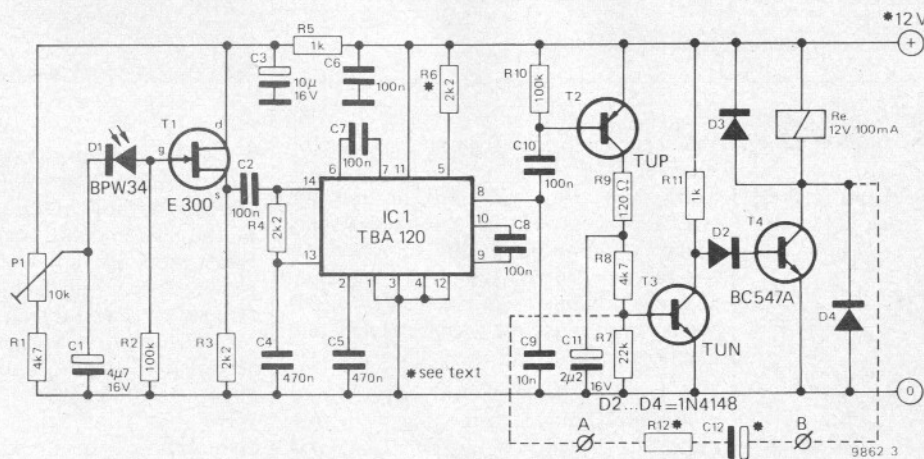 *12V
+
R5
1k
C3
10µ
16V
C6
100n
R6
*
2k2
R10
100k
T2
TUP
D3
Re
12V 100mA
D1
BPW34
T1
g
d
s
E300
C2
100n
C7
100n
6
7
11
5
14
13
8
10
9
2
1
3
4
12
IC1
TBA 120
R4
2k2
C10
100n
C8
100n
R9
120Ω
R11
1k
D2
T4
BC547A
P1
10k
R8
4k7
T3
TUN
D4
R1
4k7
C1
4µ7
16V
R2
100k
R3
2k2
C4
470n
C5
470n
*see text
C9
10n
C11
2µ2
16V
R7
22k
0
D2...D4=1N4148
A
R12*
C12
*
B
9862 3